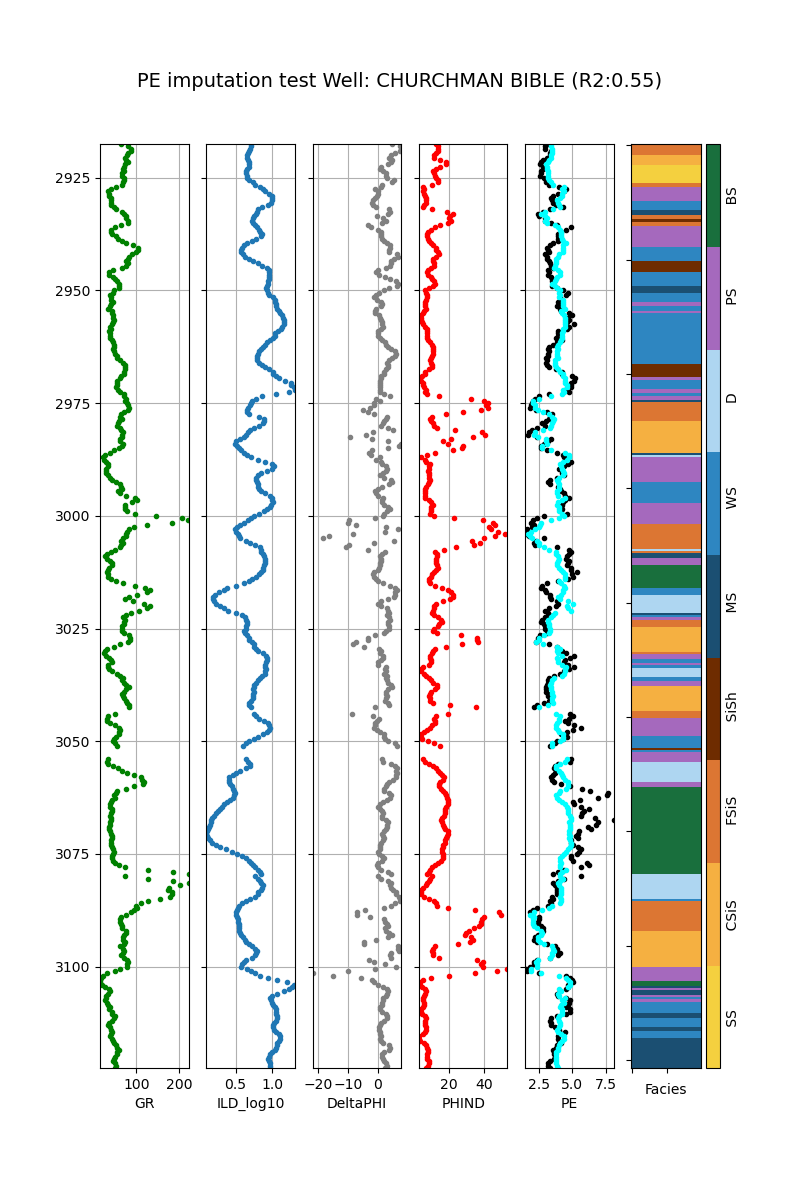 PE imputation test Well: CHURCHMAN BIBLE (R2:0.55)
2925
2950
2975
3000
3025
3050
3075
3100
100 200
GR
0.5 1.0
ILD_log10
−20 −10 0
DeltaPHI
20 40
PHIND
2.5 5.0 7.5
PE
Facies
BS
PS
D
WS
MS
SiSh
FSiS
CSiS
SS